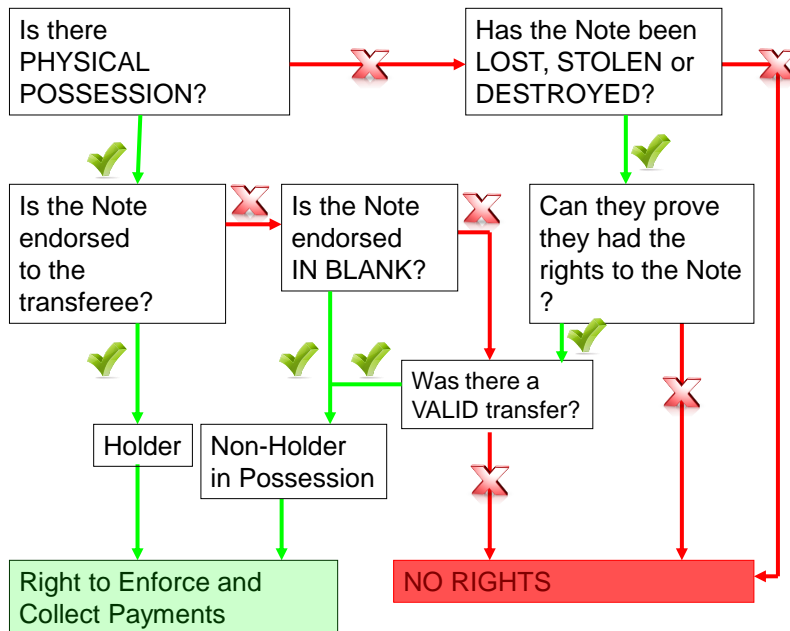 Is there
PHYSICAL
POSSESSION?
Has the Note been
LOST, STOLEN or
DESTROYED?
Is the Note
endorsed
to the
transferee?
Is the Note
endorsed
IN BLANK?
Can they prove
they had the
rights to the Note
?
Was there a
VALID transfer?
Holder
Non-Holder
in Possession
Right to Enforce and
Collect Payments
NO RIGHTS